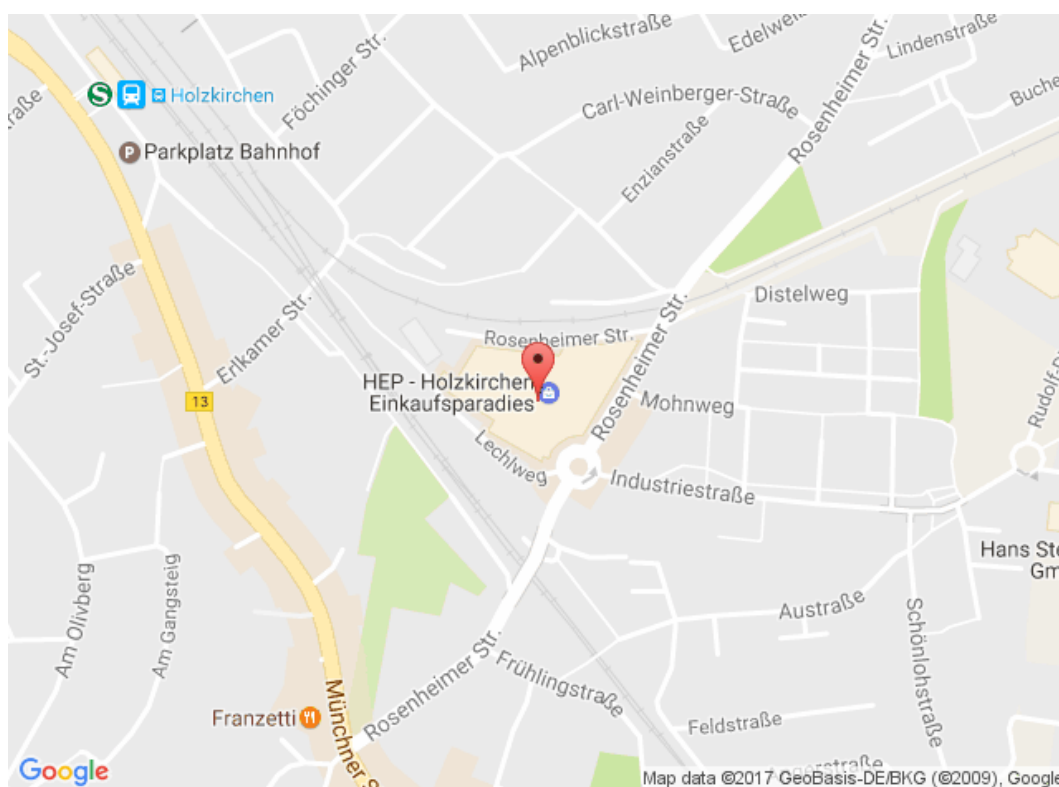 Alpenblickstraße
Lindenstraße
Föchinger Str.
Rosenheimer Str.
Holzkirchen
Carl-Weinberger-Straße
Parkplatz Bahnhof
Enzianstraße
St.-Josef-Straße
Distelweg
Erlkamer Str.
Rosenheimer Str.
Rosenheimer Str.
HEP - Holzkirchen
Einkaufsparadies
Mohnweg
13
Lechlweg
Industriestraße
Hans
Am Olivberg
Am Gangsteig
Austraße
Schönlohstraße
Rosenheimer Str.
Frühlingstraße
Franzetti
Münchner
Feldstraße
Google
Map data ©2017 GeoBasis-DE/BKG (©2009), Google